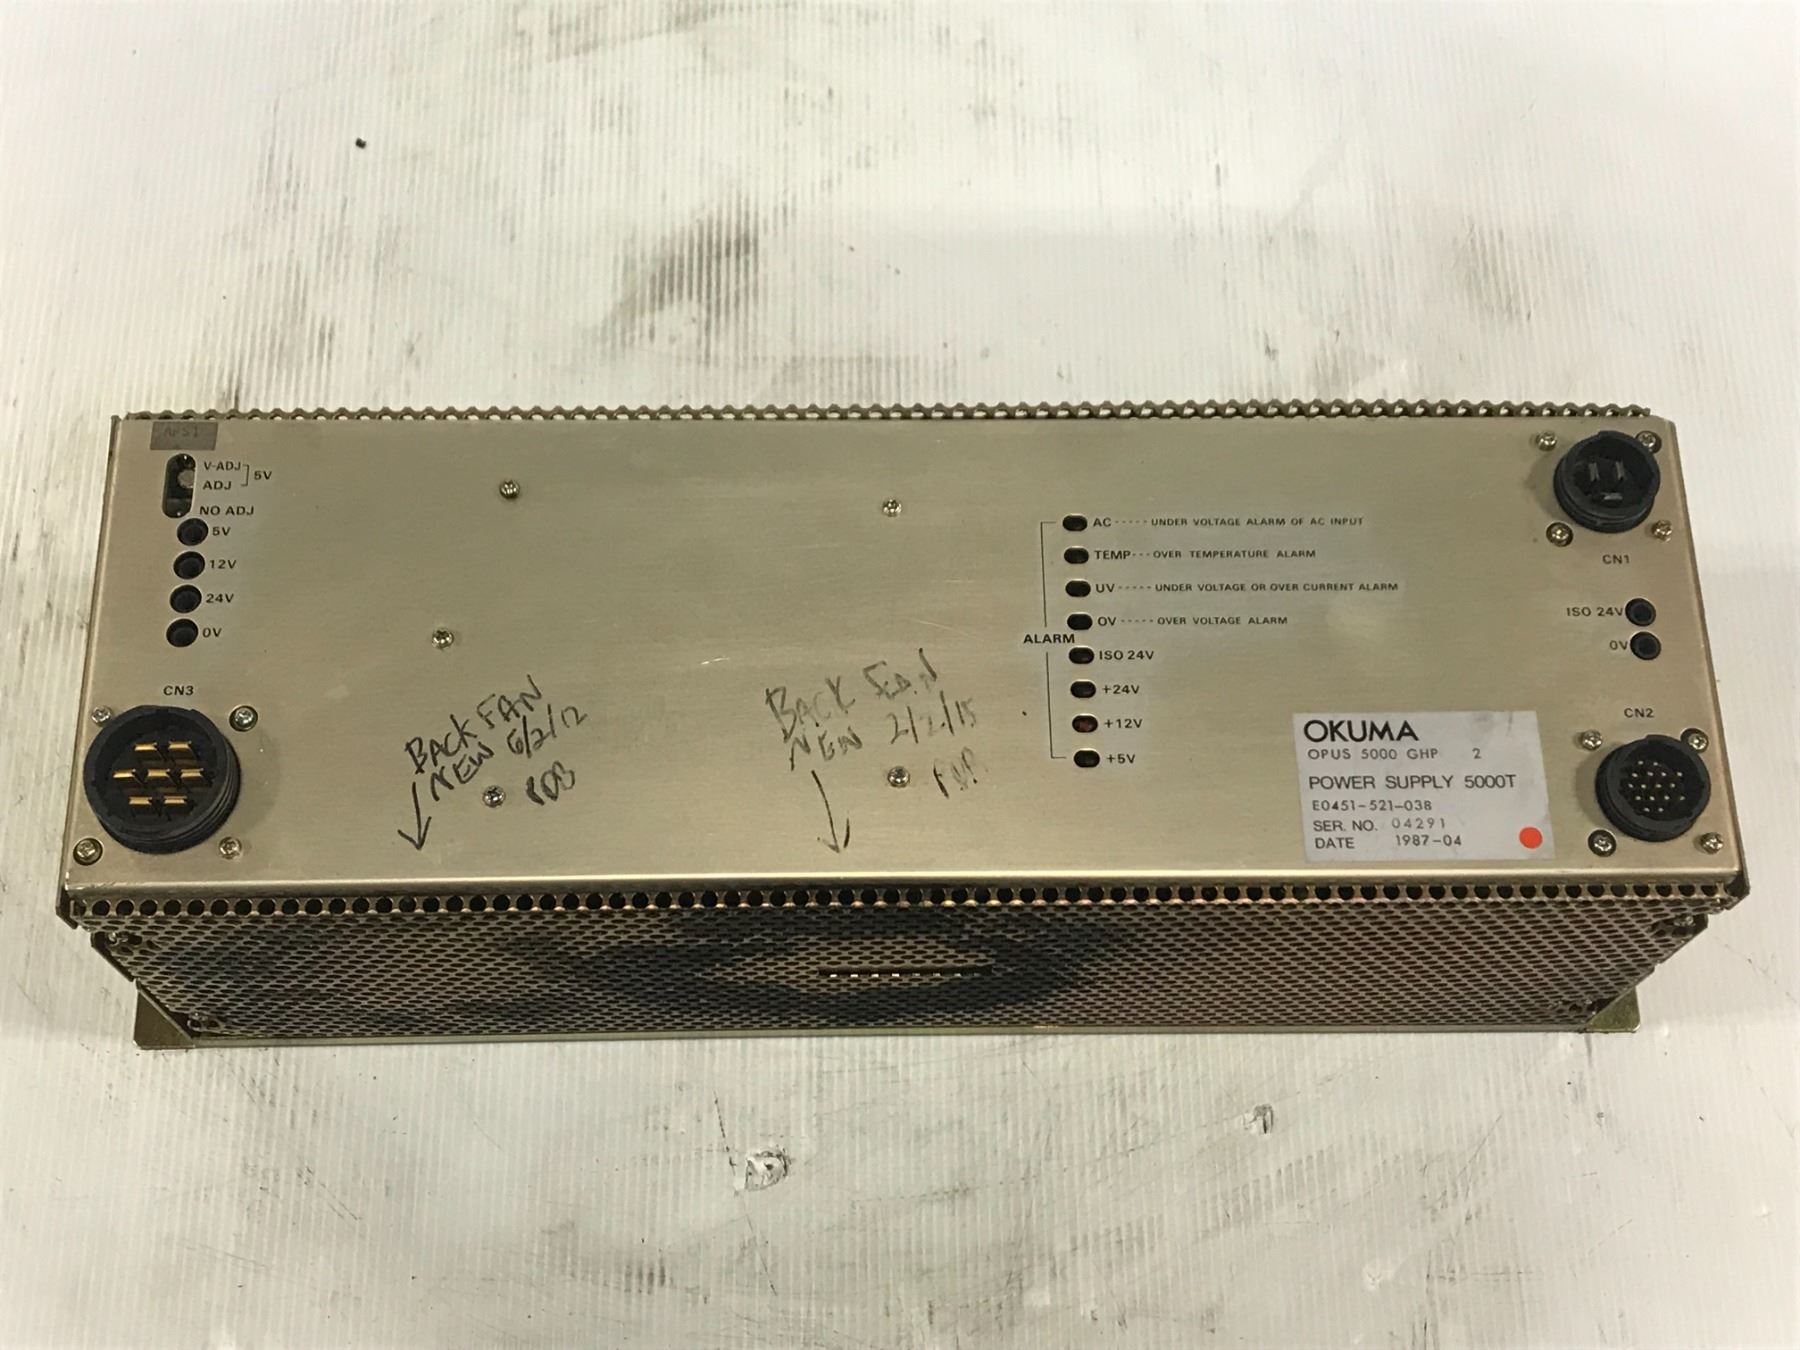 APS1
V-ADJ
ADJ
5V
NO ADJ
5V
12V
24V
0V
CN3
BACK FAN
NEW 6/2/12
BACK
NEW 2/2/15
ALARM
AC ----- UNDER VOLTAGE ALARM OF AC INPUT
TEMP --- OVER TEMPERATURE ALARM
UV ----- UNDER VOLTAGE OR OVER CURRENT ALARM
OV ----- OVER VOLTAGE ALARM
ISO 24V
+24V
+12V
+5V
CN1
ISO 24V
0V
CN2
OKUMA
OPUS 5000 GHP 2
POWER SUPPLY 5000T
E0451-521-038
SER. NO. 04291
DATE 1987-04